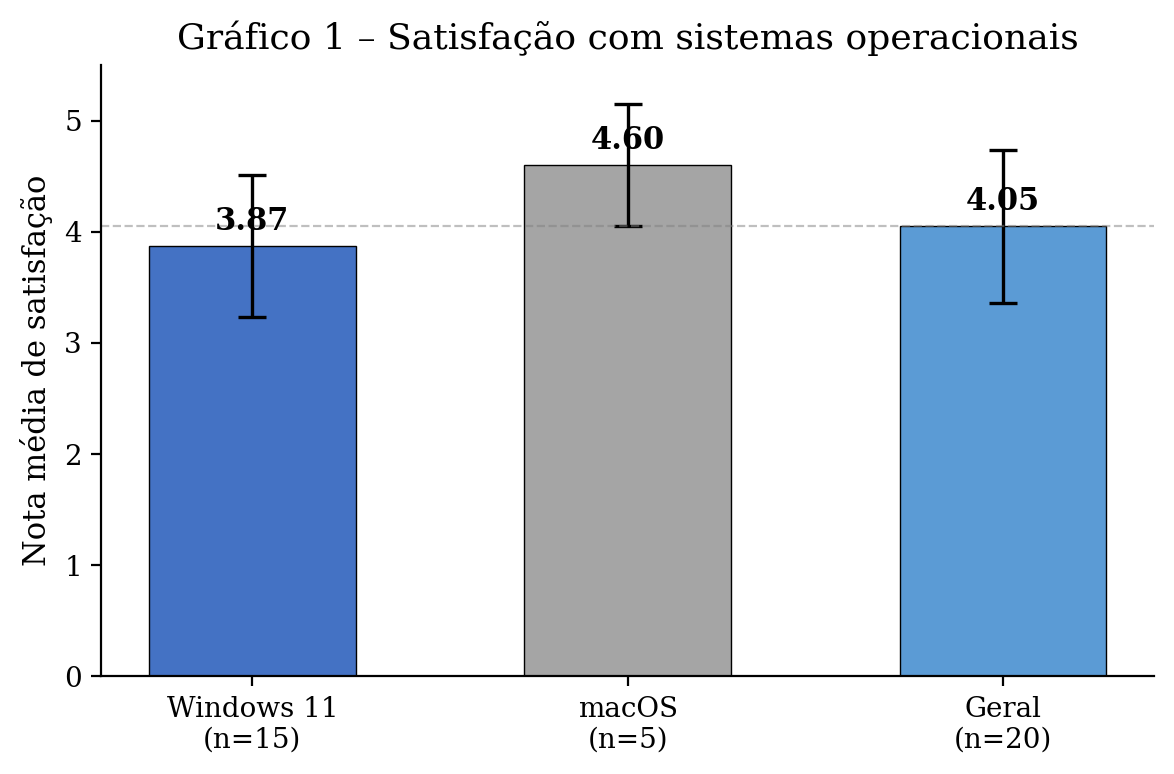 Gráfico 1 – Satisfação com sistemas operacionais
Nota média de satisfação
5
4
3
2
1
0
3.87
4.60
4.05
Windows 11
(n=15)
macOS
(n=5)
Geral
(n=20)